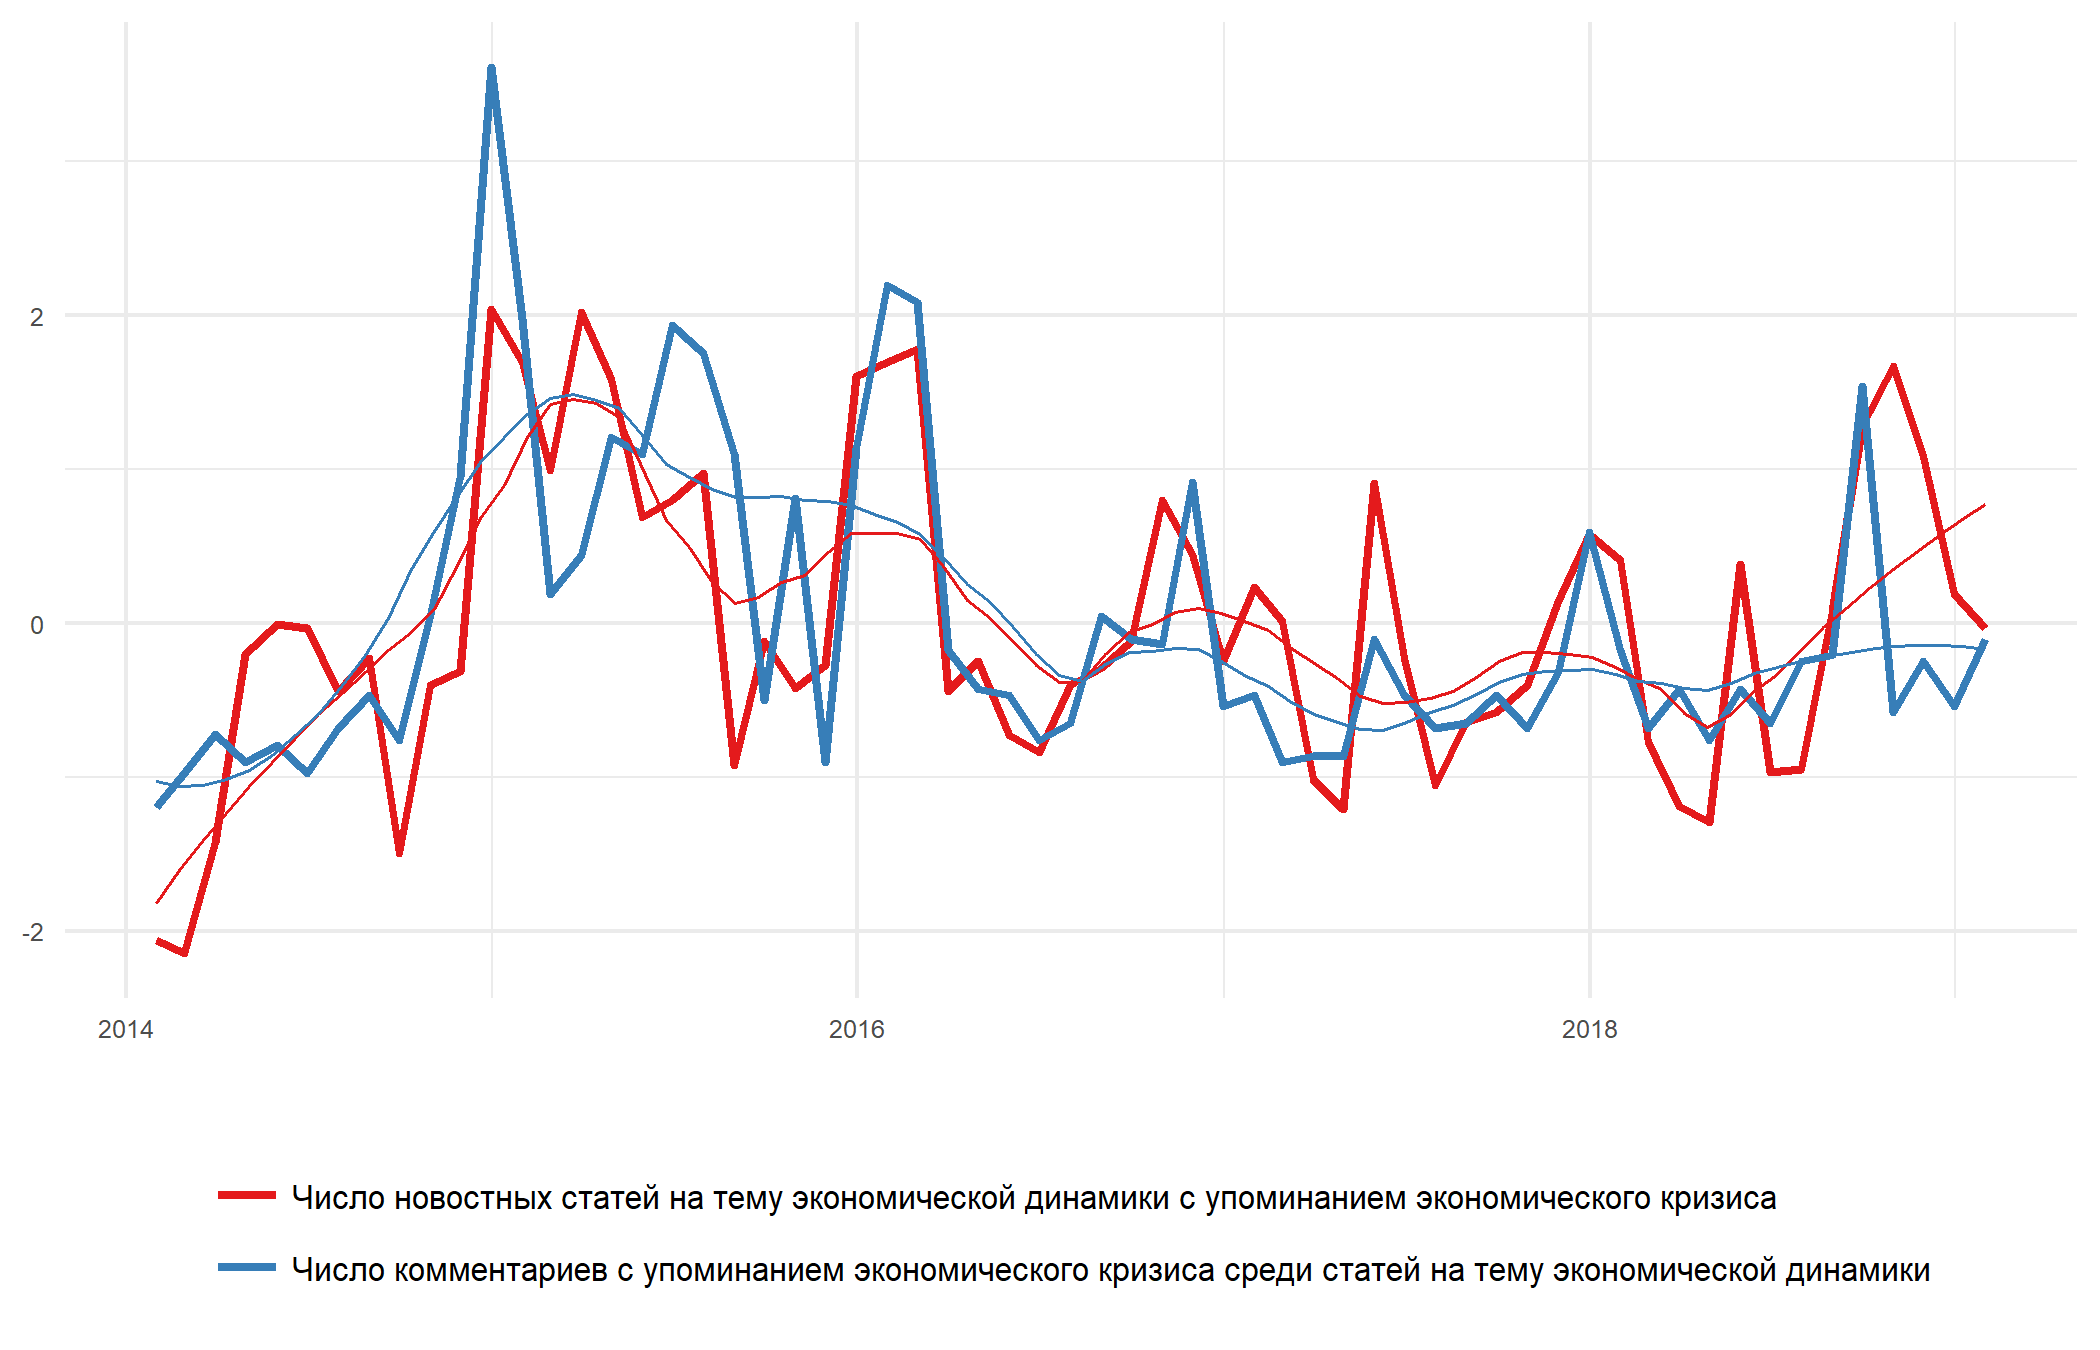 2
0
-2
2014 2016 2018
Число новостных статей на тему экономической динамики с упоминанием экономического кризиса
Число комментариев с упоминанием экономического кризиса среди статей на тему экономической динамики